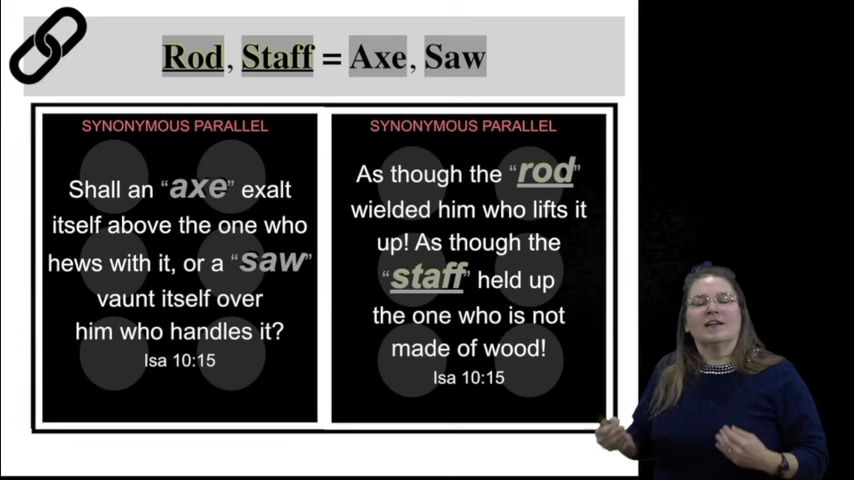 Rod, Staff = Axe, Saw
SYNONYMOUS PARALLEL
Shall an “axe” exalt
itself above the one who
hews with it, or a “saw”
vaunt itself over
him who handles it?
Isa 10:15
SYNONYMOUS PARALLEL
As though the “rod”
wielded him who lifts it
up! As though the
“staff” held up
the one who is not
made of wood!
Isa 10:15